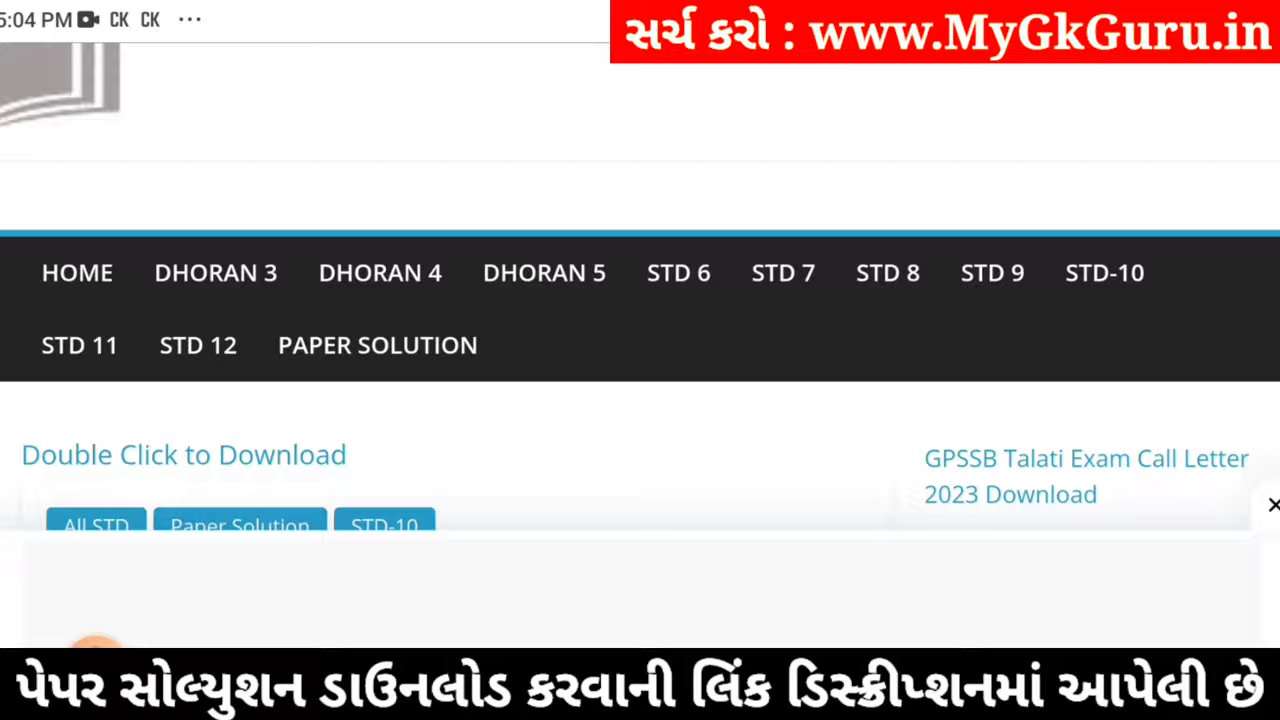 5:04 PM CK CK ...
સર્ચ કરો : www.MyGkGuru.in
HOME DHORAN 3 DHORAN 4 DHORAN 5 STD 6 STD 7 STD 8 STD 9 STD-10
STD 11 STD 12 PAPER SOLUTION
Double Click to Download
All STD Paper Solution STD-10
GPSSB Talati Exam Call Letter
2023 Download
પેપર સોલ્યુશન ડાઉનલોડ કરવાની લિંક ડિસ્ક્રીપ્શનમાં આપેલી છે